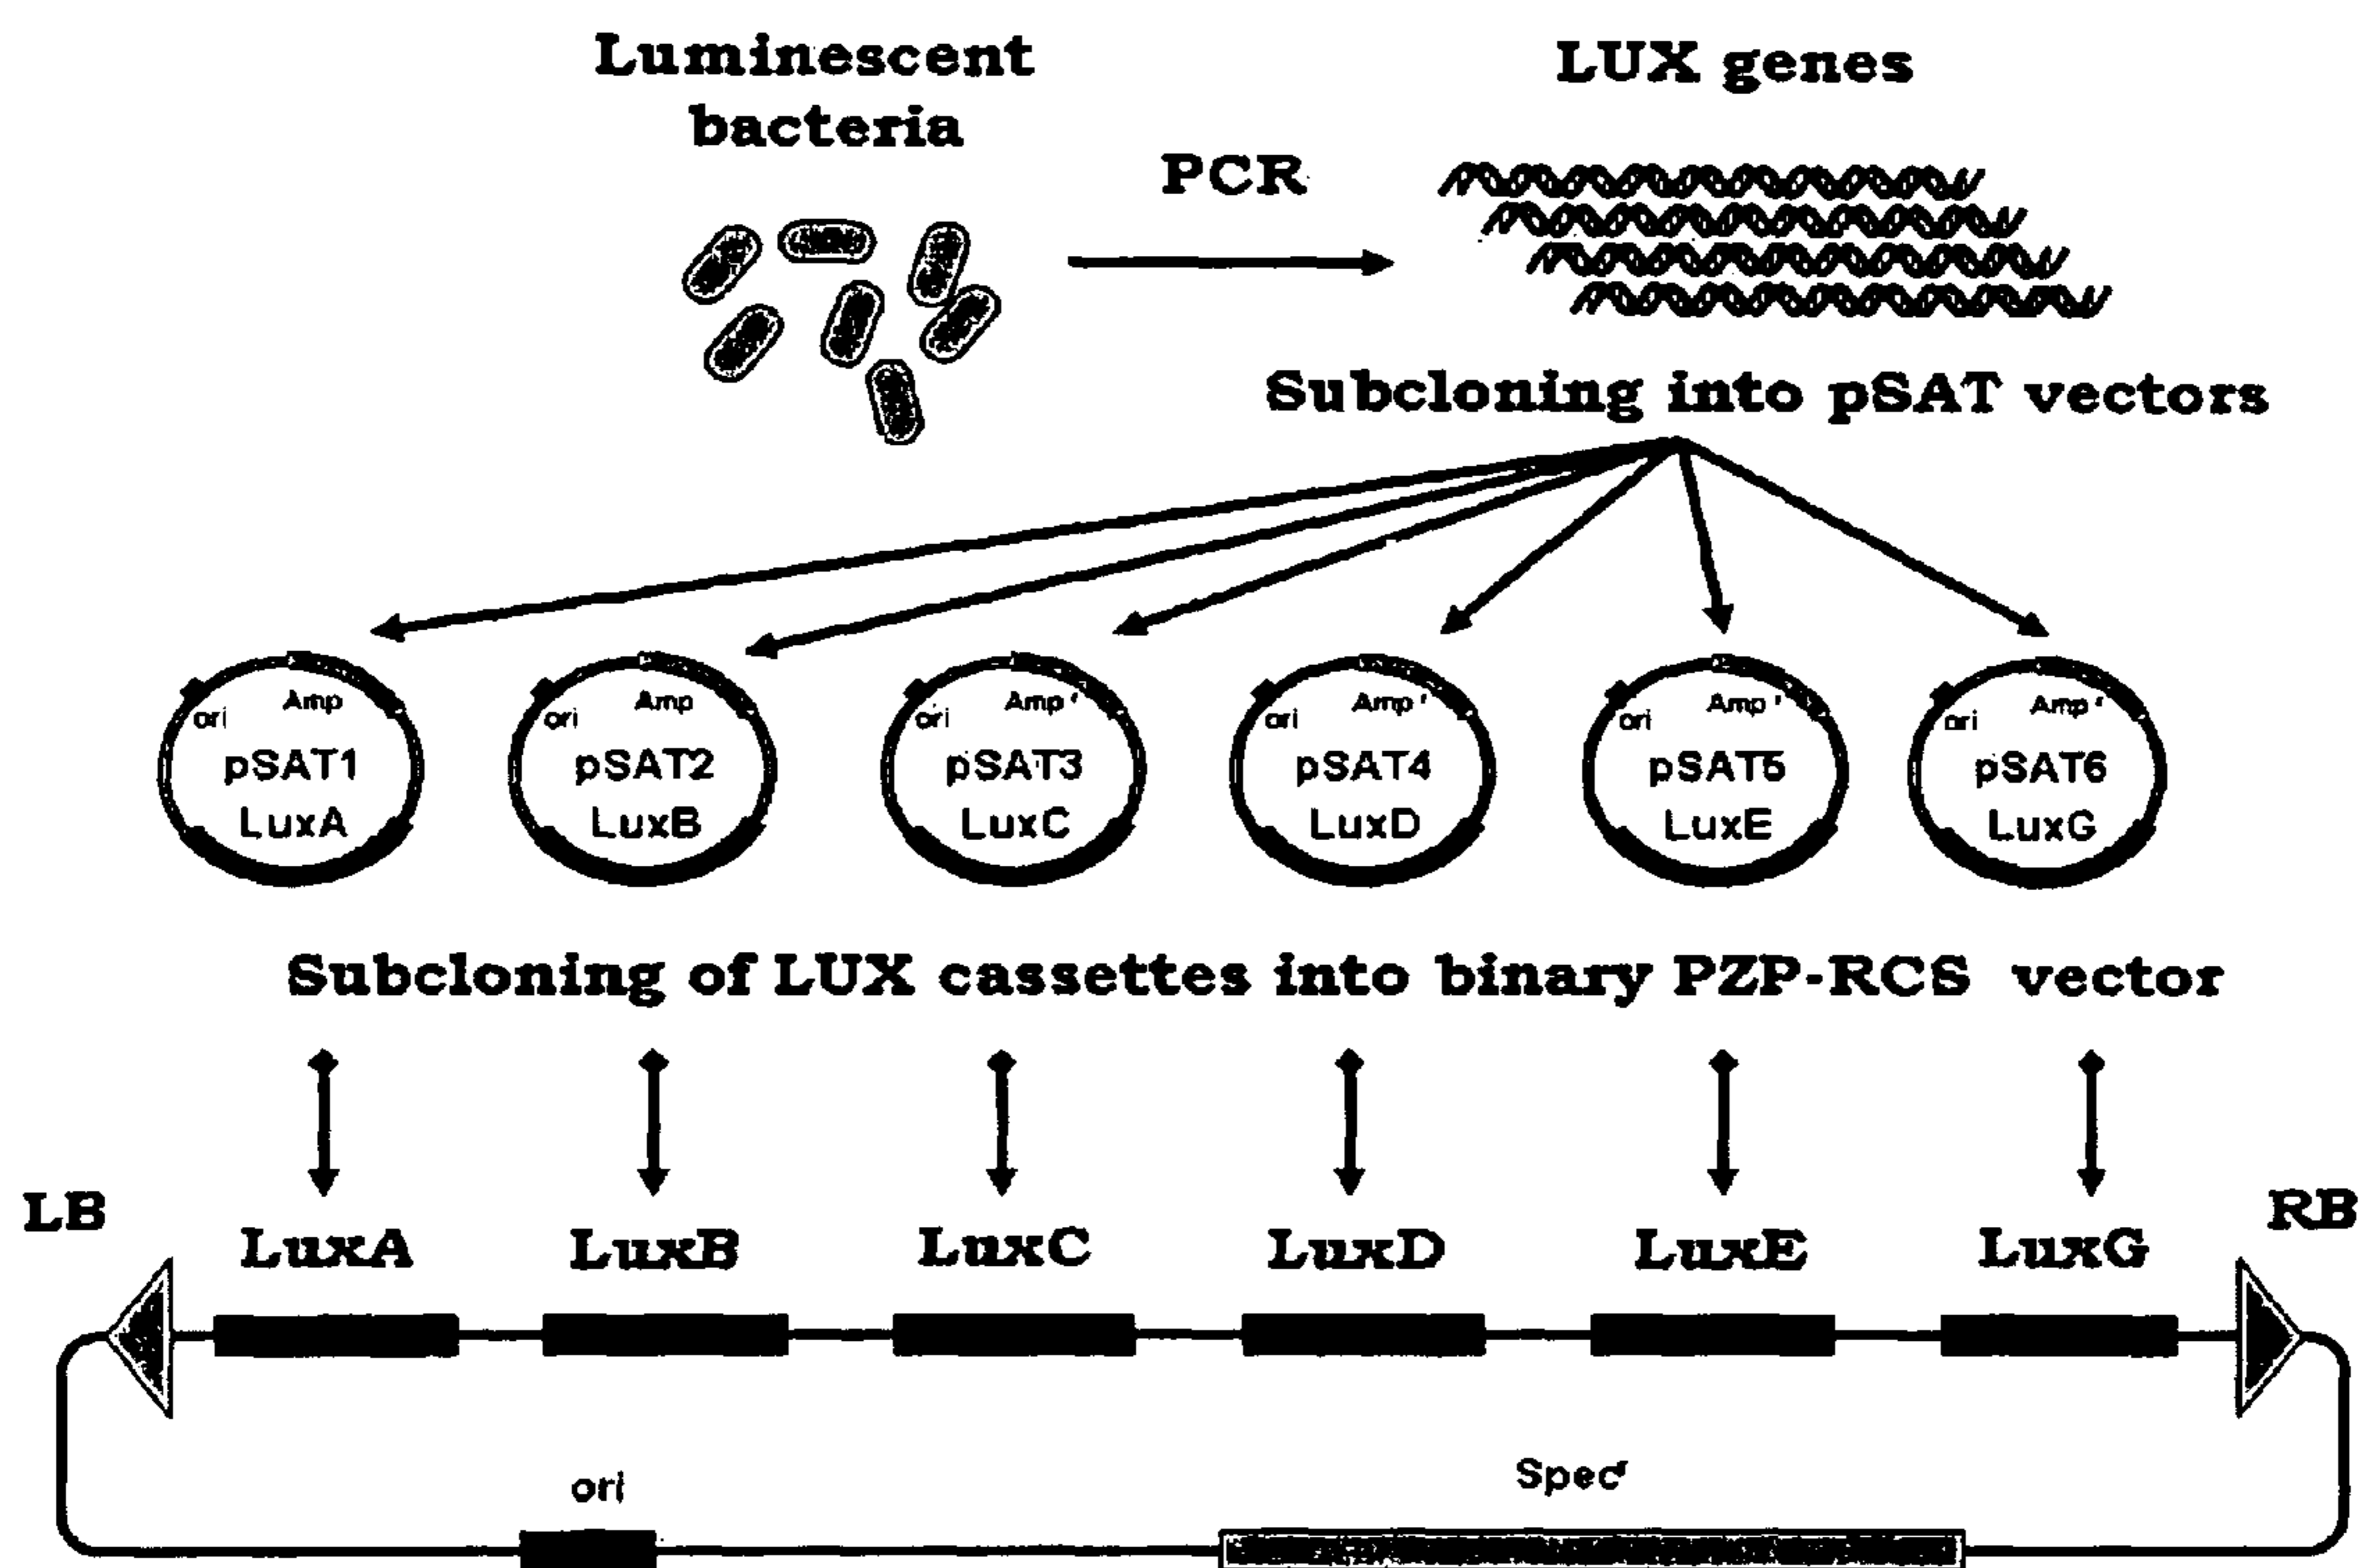 Luminescent
bacteria
LUX genes
PCR
Subcloning into pSAT vectors
ori Amp
pSAT1
LuxA
ori Amp
pSAT2
LuxB
ori Amp r
pSAT3
LuxC
ori Amp r
pSAT4
LuxD
ori Amp r
pSAT5
LuxE
ori Amp r
pSAT6
LuxG
Subcloning of LUX cassettes into binary PZP-RCS vector
LB
RB
LuxA LuxB LuxC LuxD LuxE LuxG
ori
Spec r